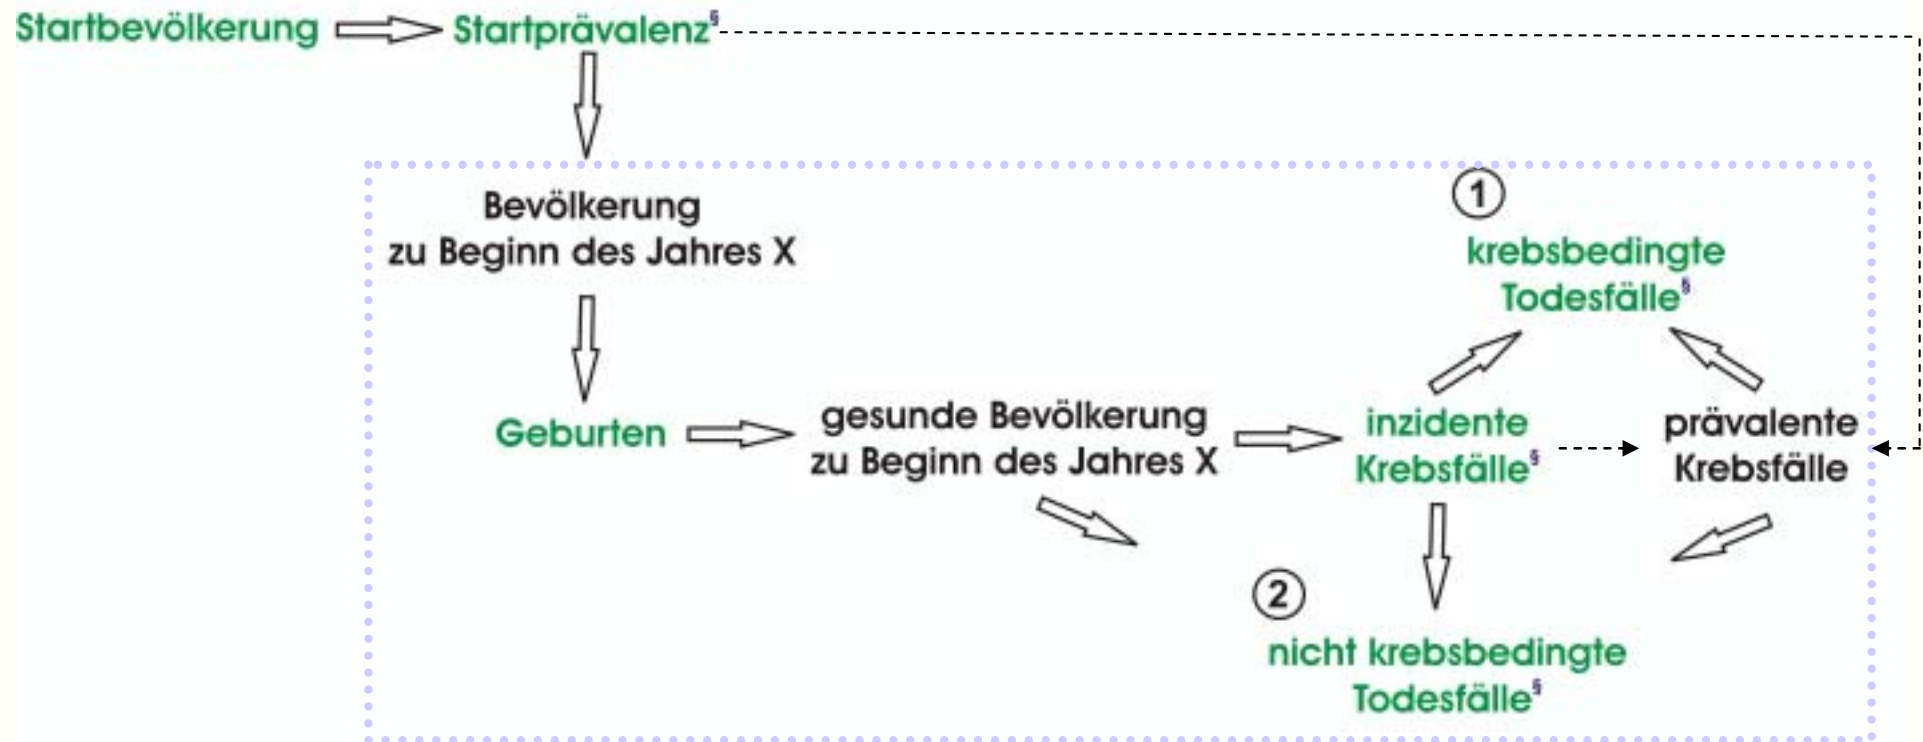 Startbevölkerung
Startprävalenz§
Bevölkerung
zu Beginn des Jahres X
1
krebsbedingte
Todesfälle§
Geburten
gesunde Bevölkerung
zu Beginn des Jahres X
inzidente
Krebsfälle§
prävalente
Krebsfälle
2
nicht krebsbedingte
Todesfälle§